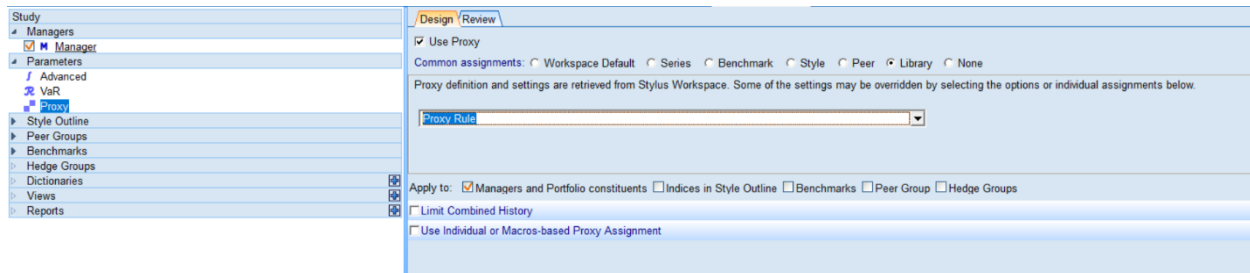 Study
Managers
M Manager
Parameters
Advanced
VaR
Proxy
Style Outline
Peer Groups
Benchmarks
Hedge Groups
Dictionaries
Views
Reports
Design Review
Use Proxy
Common assignments: Workspace Default Series Benchmark Style Peer Library None
Proxy definition and settings are retrieved from Stylus Workspace. Some of the settings may be overridden by selecting the options or individual assignments below.
Proxy Rule
Apply to: Managers and Portfolio constituents Indices in Style Outline Benchmarks Peer Group Hedge Groups
Limit Combined History
Use Individual or Macros-based Proxy Assignment